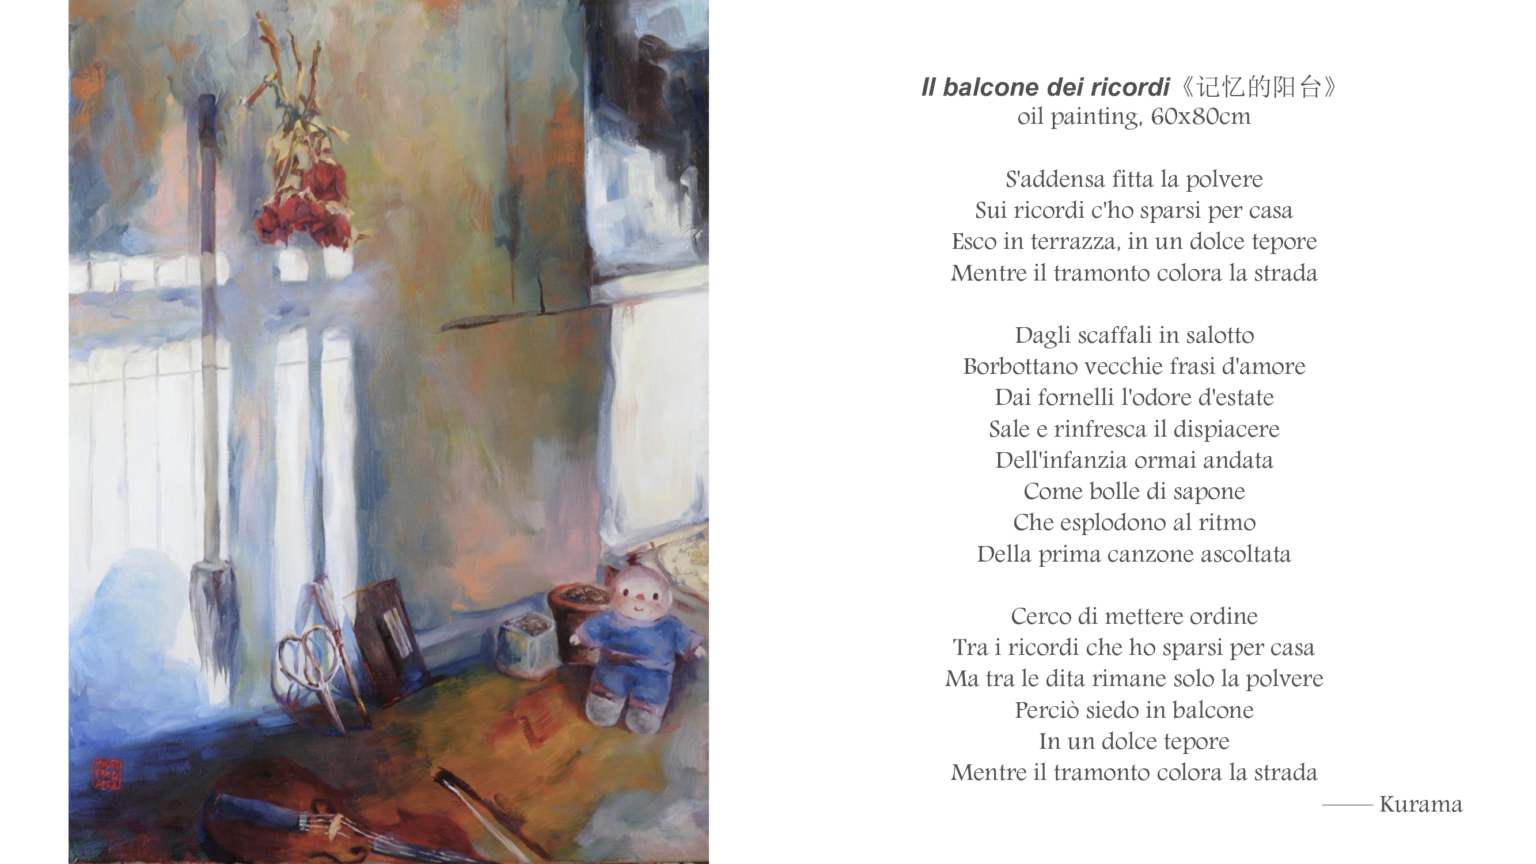 Il balcone dei ricordi《记忆的阳台》
oil painting, 60x80cm
S'addensa fitta la polvere
Sui ricordi c'ho sparsi per casa
Esco in terrazza, in un dolce tepore
Mentre il tramonto colora la strada
Dagli scaffali in salotto
Borbottano vecchie frasi d'amore
Dai fornelli l'odore d'estate
Sale e rinfresca il dispiacere
Dell'infanzia ormai andata
Come bolle di sapone
Che esplodono al ritmo
Della prima canzone ascoltata
Cerco di mettere ordine
Tra i ricordi che ho sparsi per casa
Ma tra le dita rimane solo la polvere
Perciò siedo in balcone
In un dolce tepore
Mentre il tramonto colora la strada
—— Kurama